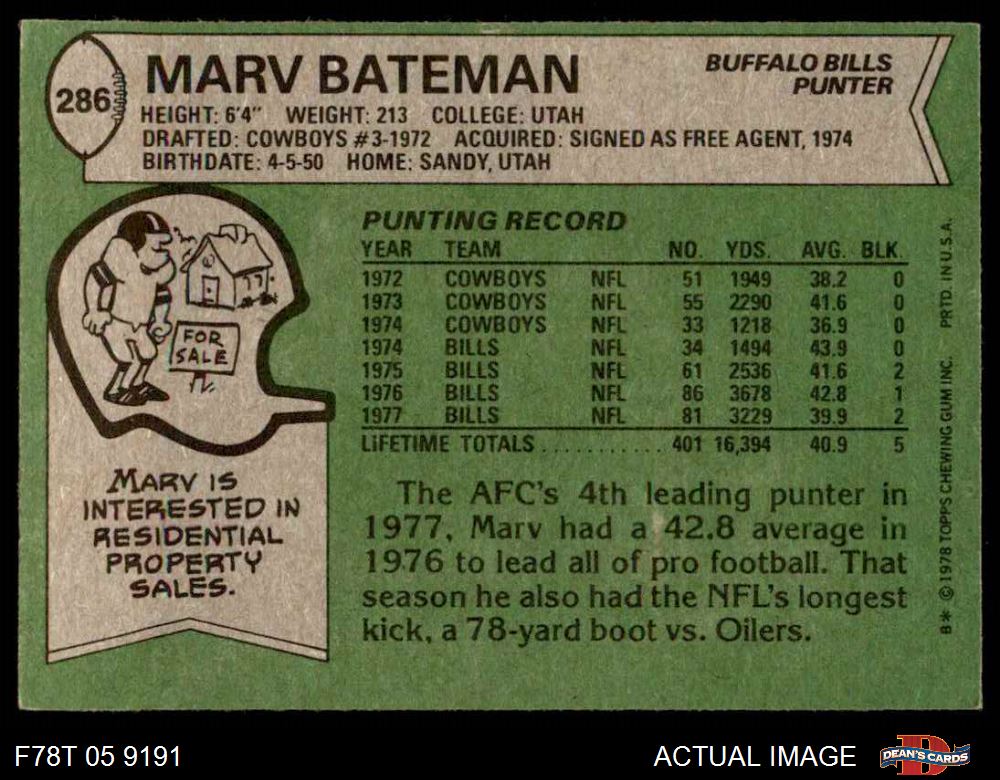 286
MARV BATEMAN
BUFFALO BILLS
PUNTER
HEIGHT: 6'4" WEIGHT: 213 COLLEGE: UTAH
DRAFTED: COWBOYS #3-1972 ACQUIRED: SIGNED AS FREE AGENT, 1974
BIRTHDATE: 4-5-50 HOME: SANDY, UTAH
FOR
SALE
MARV IS
INTERESTED IN
RESIDENTIAL
PROPERTY
SALES.
PUNTING RECORD
YEAR TEAM NO. YDS. AVG. BLK.
1972 COWBOYS NFL 51 1949 38.2 0
1973 COWBOYS NFL 55 2290 41.6 0
1974 COWBOYS NFL 33 1218 36.9 0
1974 BILLS NFL 34 1494 43.9 0
1975 BILLS NFL 61 2536 41.6 2
1976 BILLS NFL 86 3678 42.8 1
1977 BILLS NFL 81 3229 39.9 2
LIFETIME TOTALS ........... 401 16,394 40.9 5
The AFC's 4th leading punter in
1977, Marv had a 42.8 average in
1976 to lead all of pro football. That
season he also had the NFL's longest
kick, a 78-yard boot vs. Oilers.
B* © 1978 TOPPS CHEWING GUM INC. PRTD. IN U.S.A.
F78T 05 9191
ACTUAL IMAGE
DEAN'S CARDS